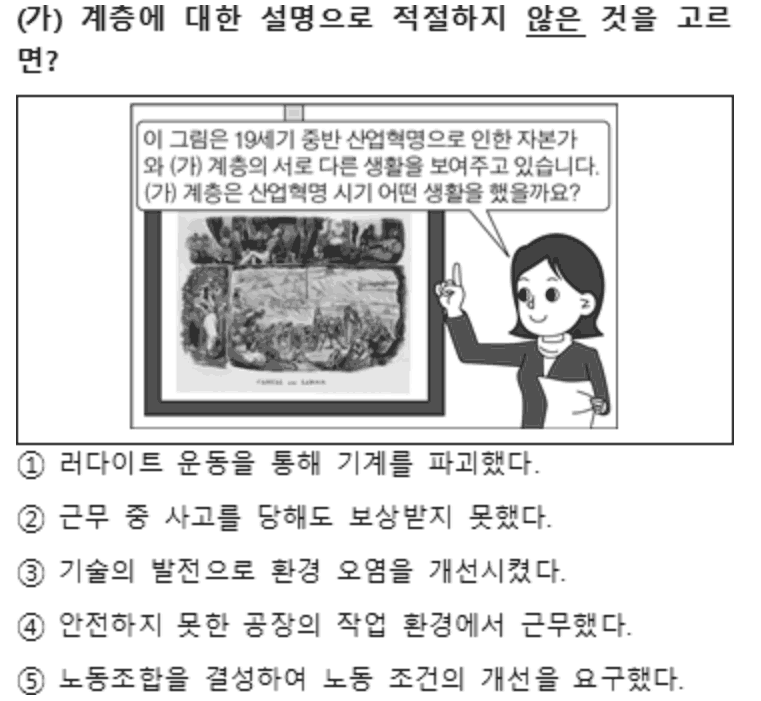 (가) 계층에 대한 설명으로 적절하지 않은 것을 고르
면?
이 그림은 19세기 중반 산업혁명으로 인한 자본가
와 (가) 계층의 서로 다른 생활을 보여주고 있습니다.
(가) 계층은 산업혁명 시기 어떤 생활을 했을까요?
CAPITAL AND LABOUR
① 러다이트 운동을 통해 기계를 파괴했다.
② 근무 중 사고를 당해도 보상받지 못했다.
③ 기술의 발전으로 환경 오염을 개선시켰다.
④ 안전하지 못한 공장의 작업 환경에서 근무했다.
⑤ 노동조합을 결성하여 노동 조건의 개선을 요구했다.